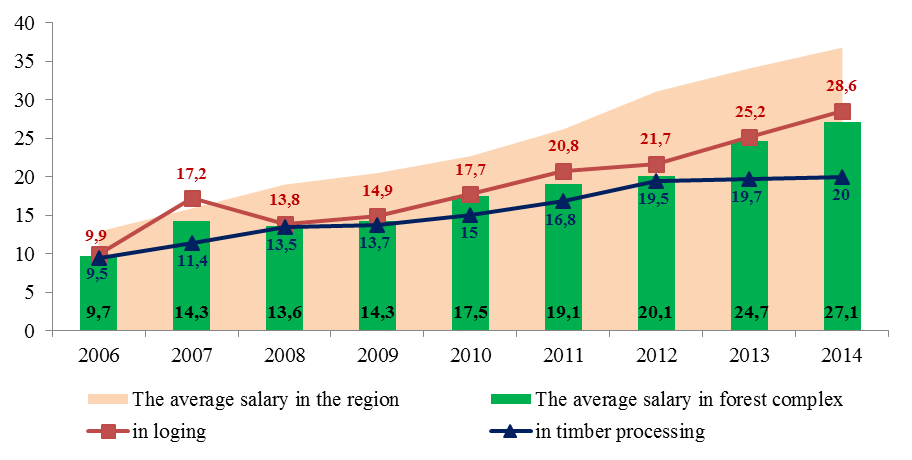 40
35
30
25
20
15
10
5
0
9,9 17,2 13,8 14,9 17,7 20,8 21,7 25,2 28,6
9,5 11,4 13,5 13,7 15 16,8 19,5 19,7 20
9,7 14,3 13,6 14,3 17,5 19,1 20,1 24,7 27,1
2006 2007 2008 2009 2010 2011 2012 2013 2014
The average salary in the region The average salary in forest complex
in loging in timber processing